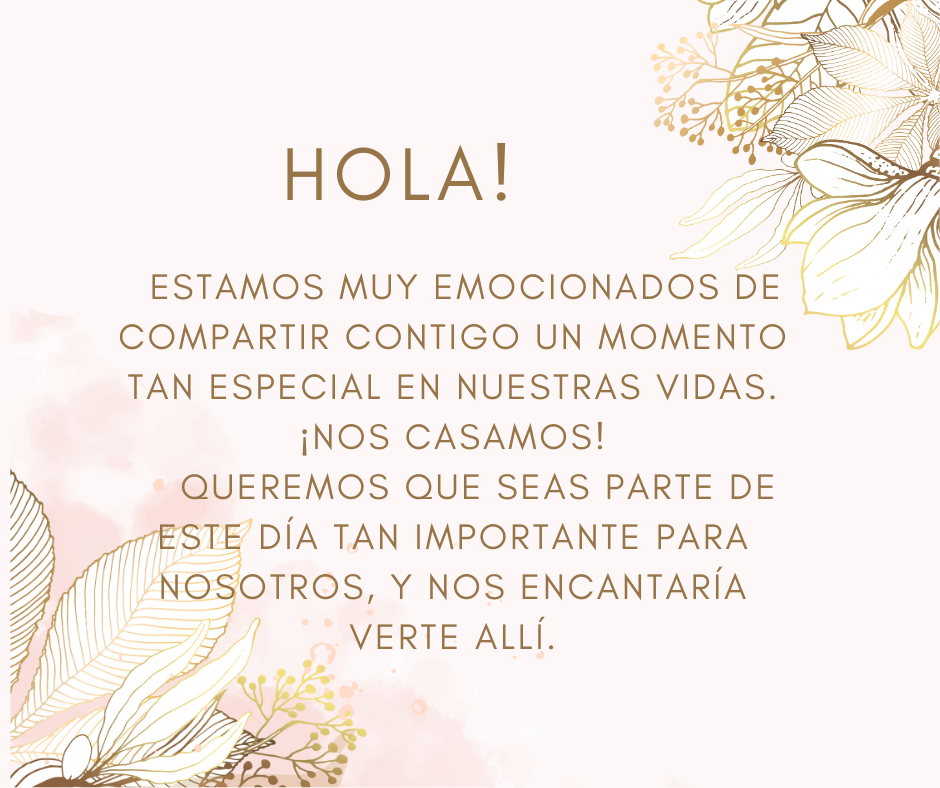 HOLA!
ESTAMOS MUY EMOCIONADOS DE
COMPARTIR CONTIGO UN MOMENTO
TAN ESPECIAL EN NUESTRAS VIDAS.
¡NOS CASAMOS!
QUEREMOS QUE SEAS PARTE DE
ESTE DÍA TAN IMPORTANTE PARA
NOSOTROS, Y NOS ENCANTARÍA
VERTE ALLÍ.